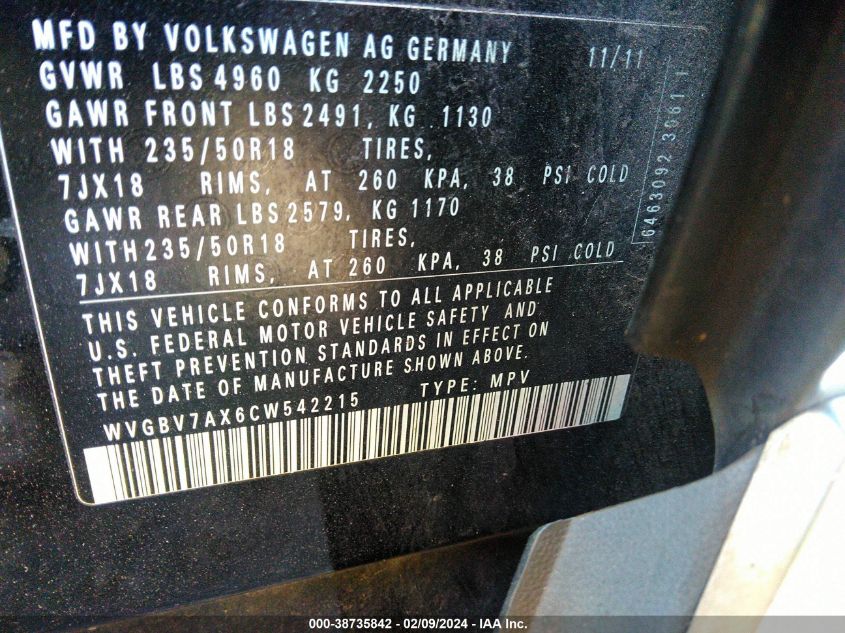 MFD BY VOLKSWAGEN AG GERMANY 11/11
GVWR LBS 4960 KG 2250
GAWR FRONT LBS 2491, KG 1130
WITH 235/50R18 TIRES,
7JX18 RIMS, AT 260 KPA, 38 PSI COLD
GAWR REAR LBS 2579, KG 1170
WITH 235/50R18 TIRES,
7JX18 RIMS, AT 260 KPA, 38 PSI COLD
THIS VEHICLE CONFORMS TO ALL APPLICABLE
U.S. FEDERAL MOTOR VEHICLE SAFETY AND
THEFT PREVENTION STANDARDS IN EFFECT ON
THE DATE OF MANUFACTURE SHOWN ABOVE.
WVGBV7AX6CW542215 TYPE: MPV
6463092
000-38735842 - 02/09/2024 - IAA Inc.